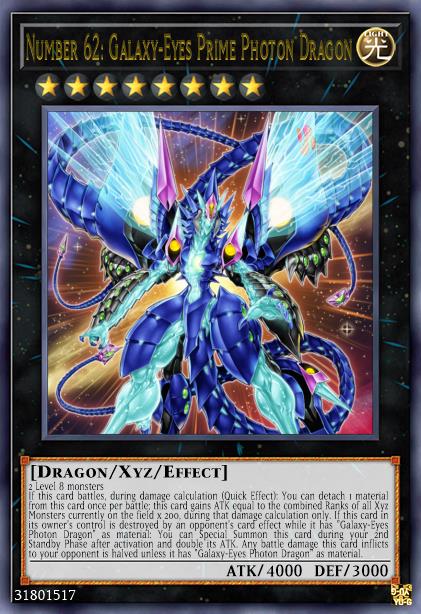 Number 62: Galaxy-Eyes Prime Photon Dragon
LIGHT
光
[Dragon/Xyz/Effect]
2 Level 8 monsters
If this card battles, during damage calculation (Quick Effect): You can detach 1 material
from this card once per battle; this card gains ATK equal to the combined Ranks of all Xyz
Monsters currently on the field x 200, during that damage calculation only. If this card in
its owner's control is destroyed by an opponent's card effect while it has "Galaxy-Eyes
Photon Dragon" as material: You can Special Summon this card during your 2nd
Standby Phase after activation and double its ATK. Any battle damage this card inflicts
to your opponent is halved unless it has "Galaxy-Eyes Photon Dragon" as material.
ATK/4000 DEF/3000
31801517